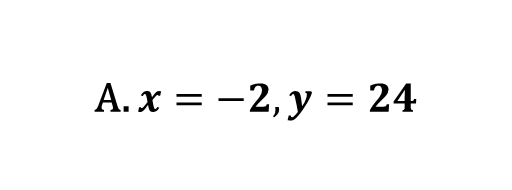 A. x = −2, y = 24